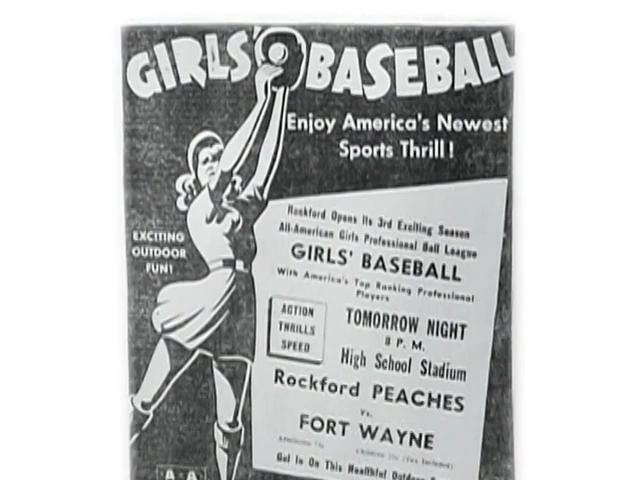 GIRLS' BASEBALL
Enjoy America's Newest
Sports Thrill!
EXCITING
OUTDOOR
FUN!
Rockford Opens Its 3rd Exciting Season
All-American Girls Professional Ball League
GIRLS' BASEBALL
With America's Top Ranking Professional
Players
ACTION
THRILLS
SPEED
TOMORROW NIGHT
8 P. M.
High School Stadium
Rockford PEACHES
Vs.
FORT WAYNE
Get In On This Healthful Outdoor
A A